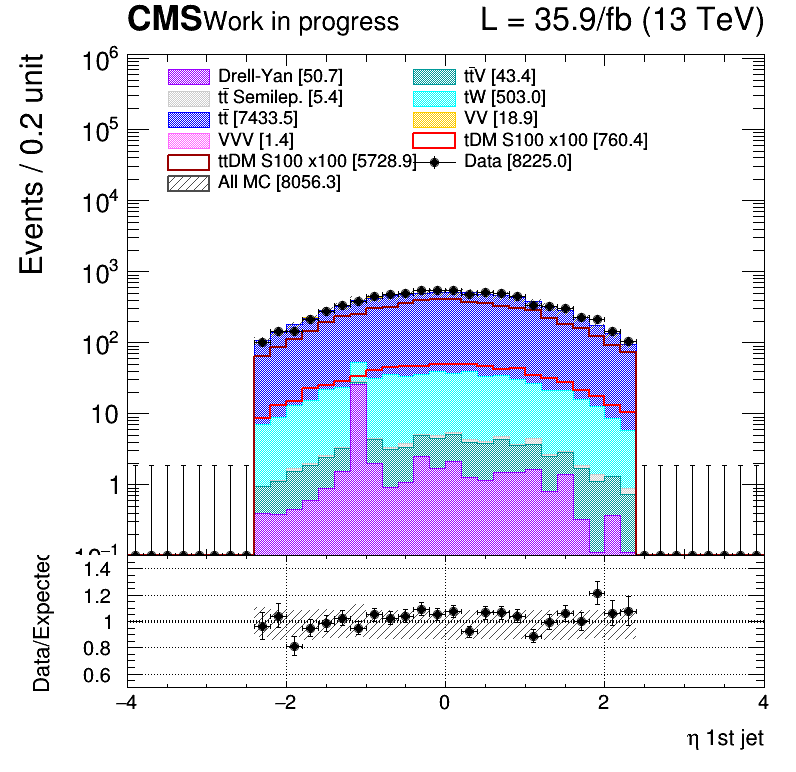 CMS Work in progress L = 35.9/fb (13 TeV)
Events / 0.2 unit
10⁶
10⁵
10⁴
10³
10²
10
1
10⁻¹
Drell-Yan [50.7]
tt̄V [43.4]
tt̄ Semilep. [5.4]
tW [503.0]
tt̄ [7433.5]
VV [18.9]
VVV [1.4]
tDM S100 x100 [760.4]
ttDM S100 x100 [5728.9]
Data [8225.0]
All MC [8056.3]
Data/Expected
1.4
1.2
1
0.8
0.6
−4 −2 0 2 4
η 1st jet